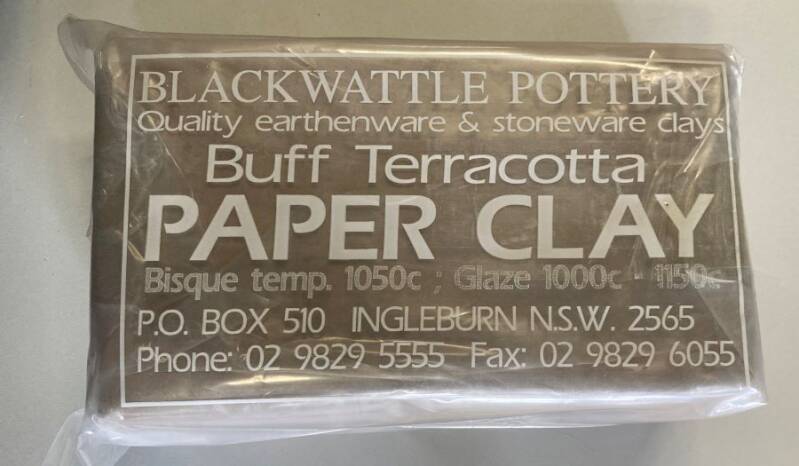 BLACKWATTLE POTTERY
Quality earthenware & stoneware clays
Buff Terracotta
PAPER CLAY
Bisque temp. 1050c ; Glaze 1000c - 1150c
P.O. BOX 510 INGLEBURN N.S.W. 2565
Phone: 02 9829 5555 Fax: 02 9829 6055